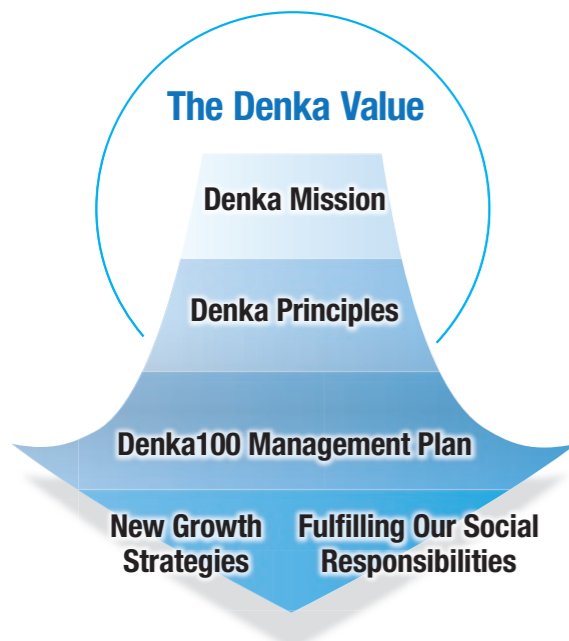 The Denka Value
Denka Mission
Denka Principles
Denka100 Management Plan
New Growth
Strategies
Fulfilling Our Social
Responsibilities